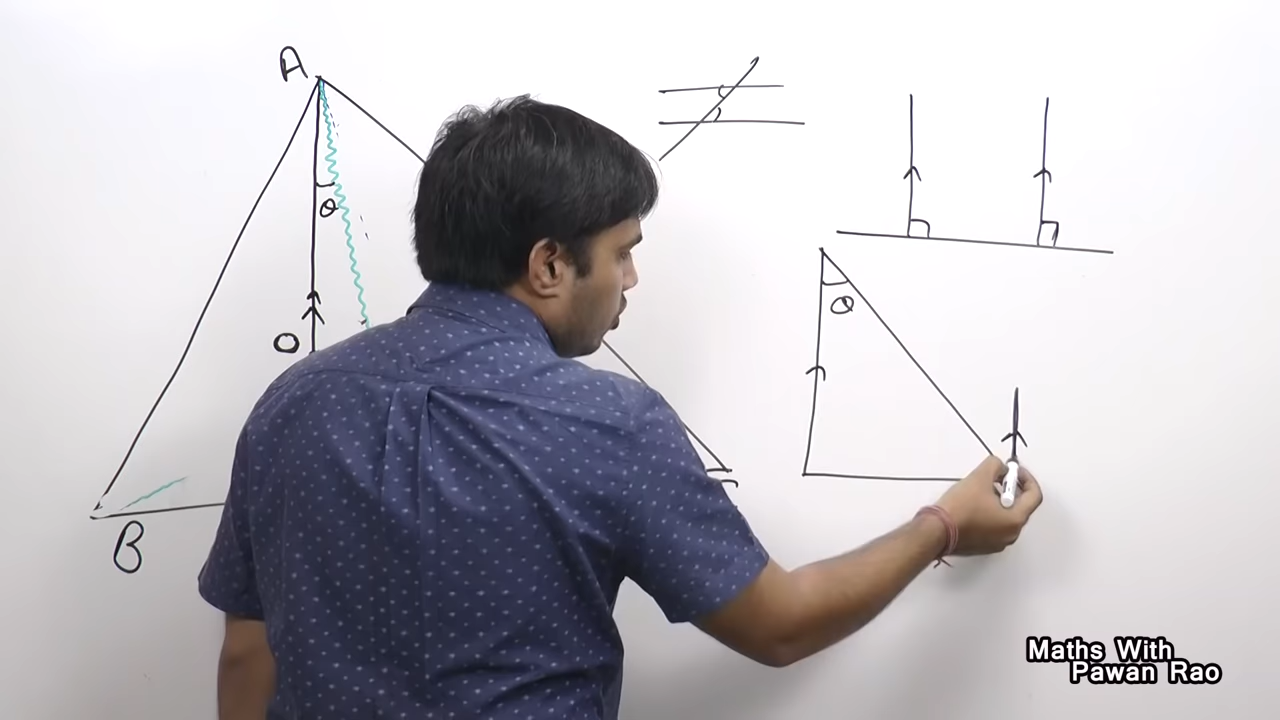 A
θ
O
B
θ
Maths With
Pawan Rao